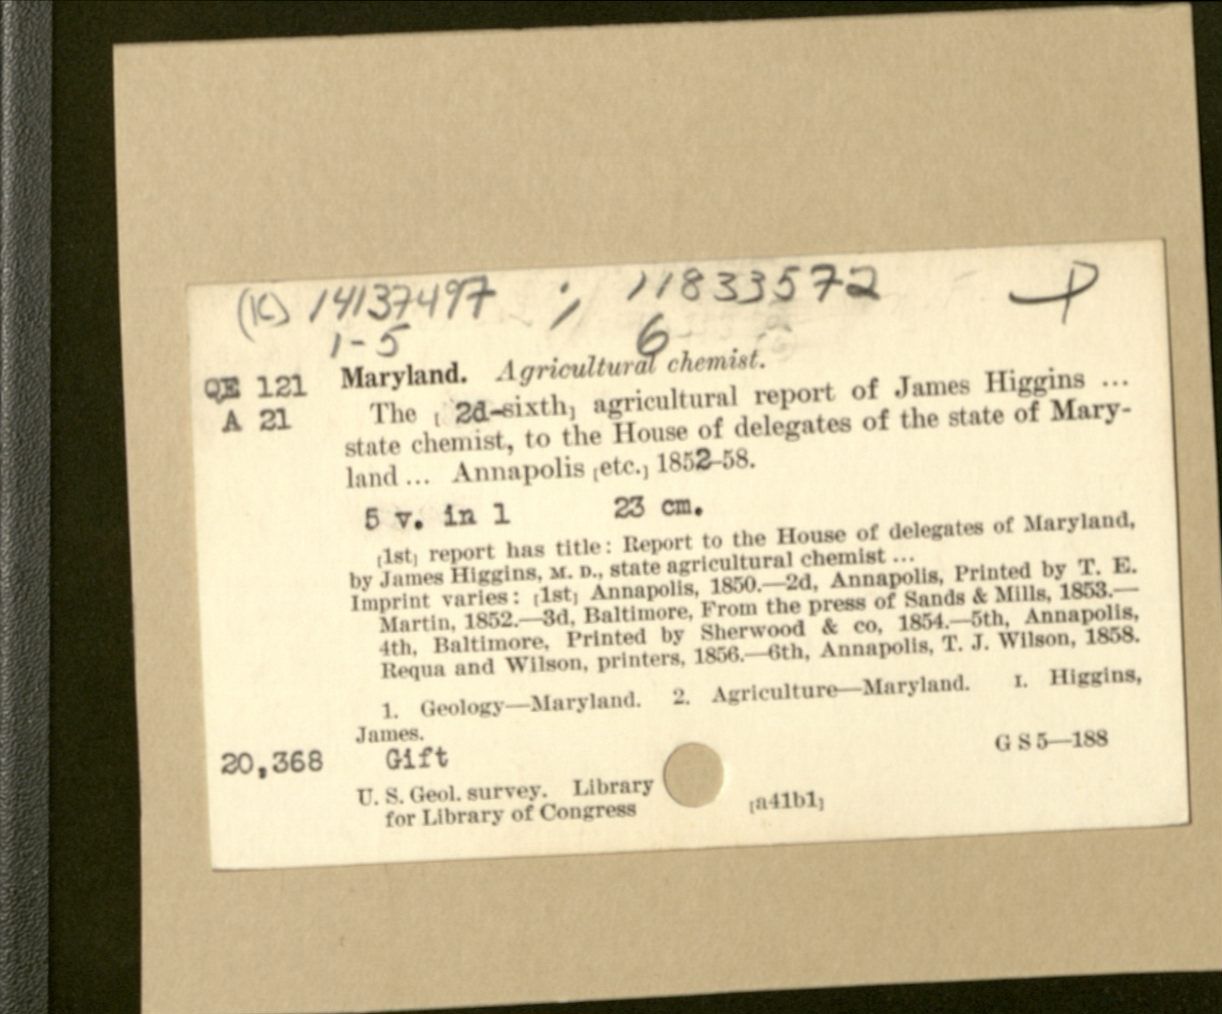 (K) 14137497 ; 11833572 P
1-5 6
QE 121 Maryland. Agricultural chemist.
A 21 The [2d-sixth] agricultural report of James Higgins ...
state chemist, to the House of delegates of the state of Mary-
land ... Annapolis [etc.] 1852-58.
5 v. in 1 23 cm.
[1st] report has title: Report to the House of delegates of Maryland,
by James Higgins, M. D., state agricultural chemist ...
Imprint varies: [1st] Annapolis, 1850.—2d, Annapolis, Printed by T. E.
Martin, 1852.—3d, Baltimore, From the press of Sands & Mills, 1853.—
4th, Baltimore, Printed by Sherwood & co, 1854.—5th, Annapolis,
Requa and Wilson, printers, 1856.—6th, Annapolis, T. J. Wilson, 1858.
1. Geology—Maryland. 2. Agriculture—Maryland. I. Higgins,
James.
20,368 Gift G S 5—188
U. S. Geol. survey. Library
for Library of Congress [a41b1]